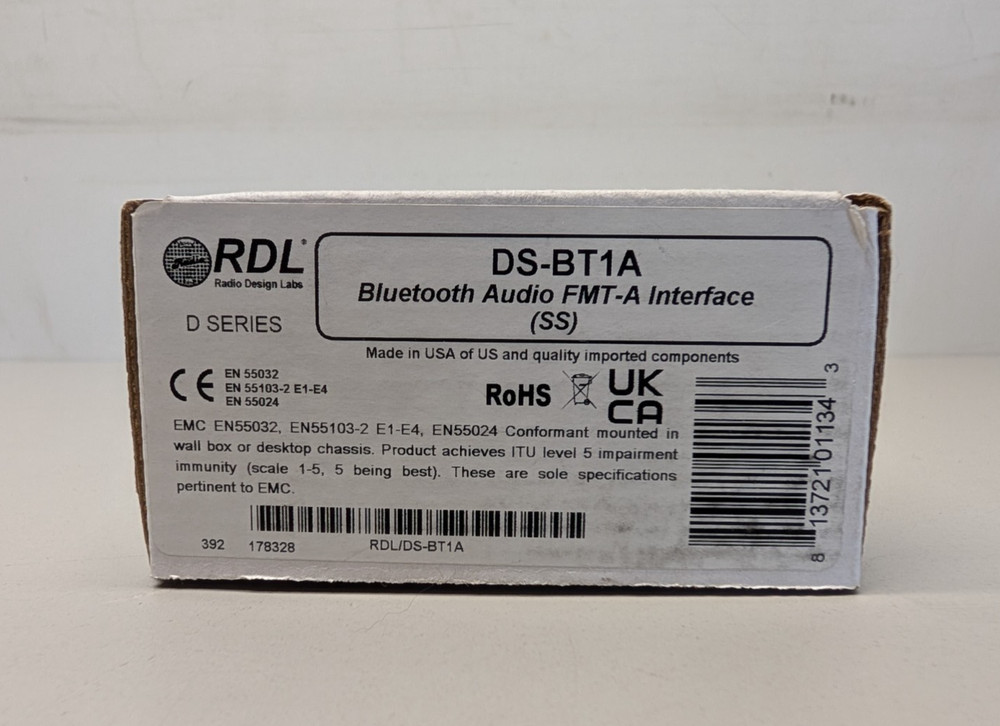 RDL®
Radio Design Labs
D SERIES
DS-BT1A
Bluetooth Audio FMT-A Interface
(SS)
Made in USA of US and quality imported components
CE
EN 55032
EN 55103-2 E1-E4
EN 55024
RoHS
UK
CA
EMC EN55032, EN55103-2 E1-E4, EN55024 Conformant mounted in
wall box or desktop chassis. Product achieves ITU level 5 impairment
immunity (scale 1-5, 5 being best). These are sole specifications
pertinent to EMC.
392 178328 RDL/DS-BT1A
8 13721 01134 3